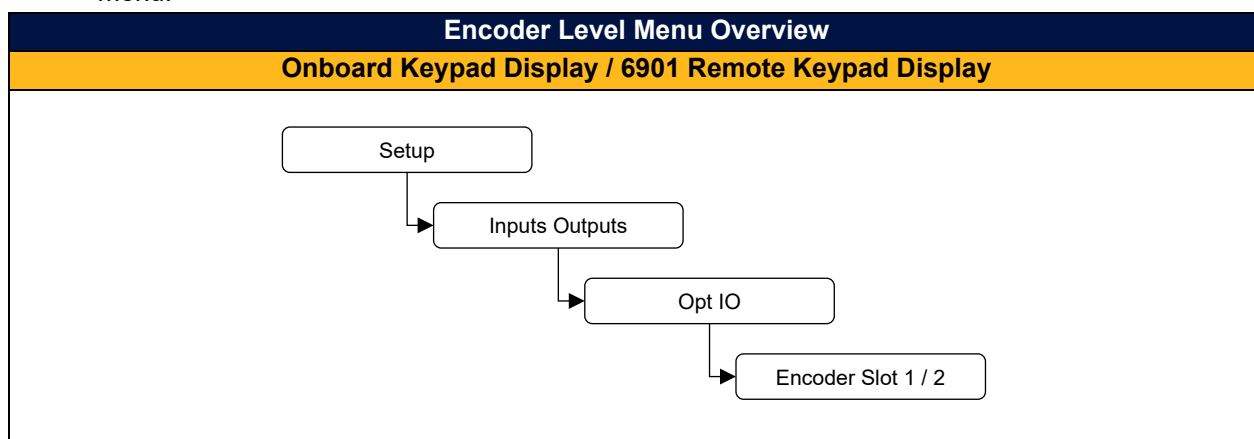 menu.
Encoder Level Menu Overview
Onboard Keypad Display / 6901 Remote Keypad Display
Setup
Inputs Outputs
Opt IO
Encoder Slot 1 / 2